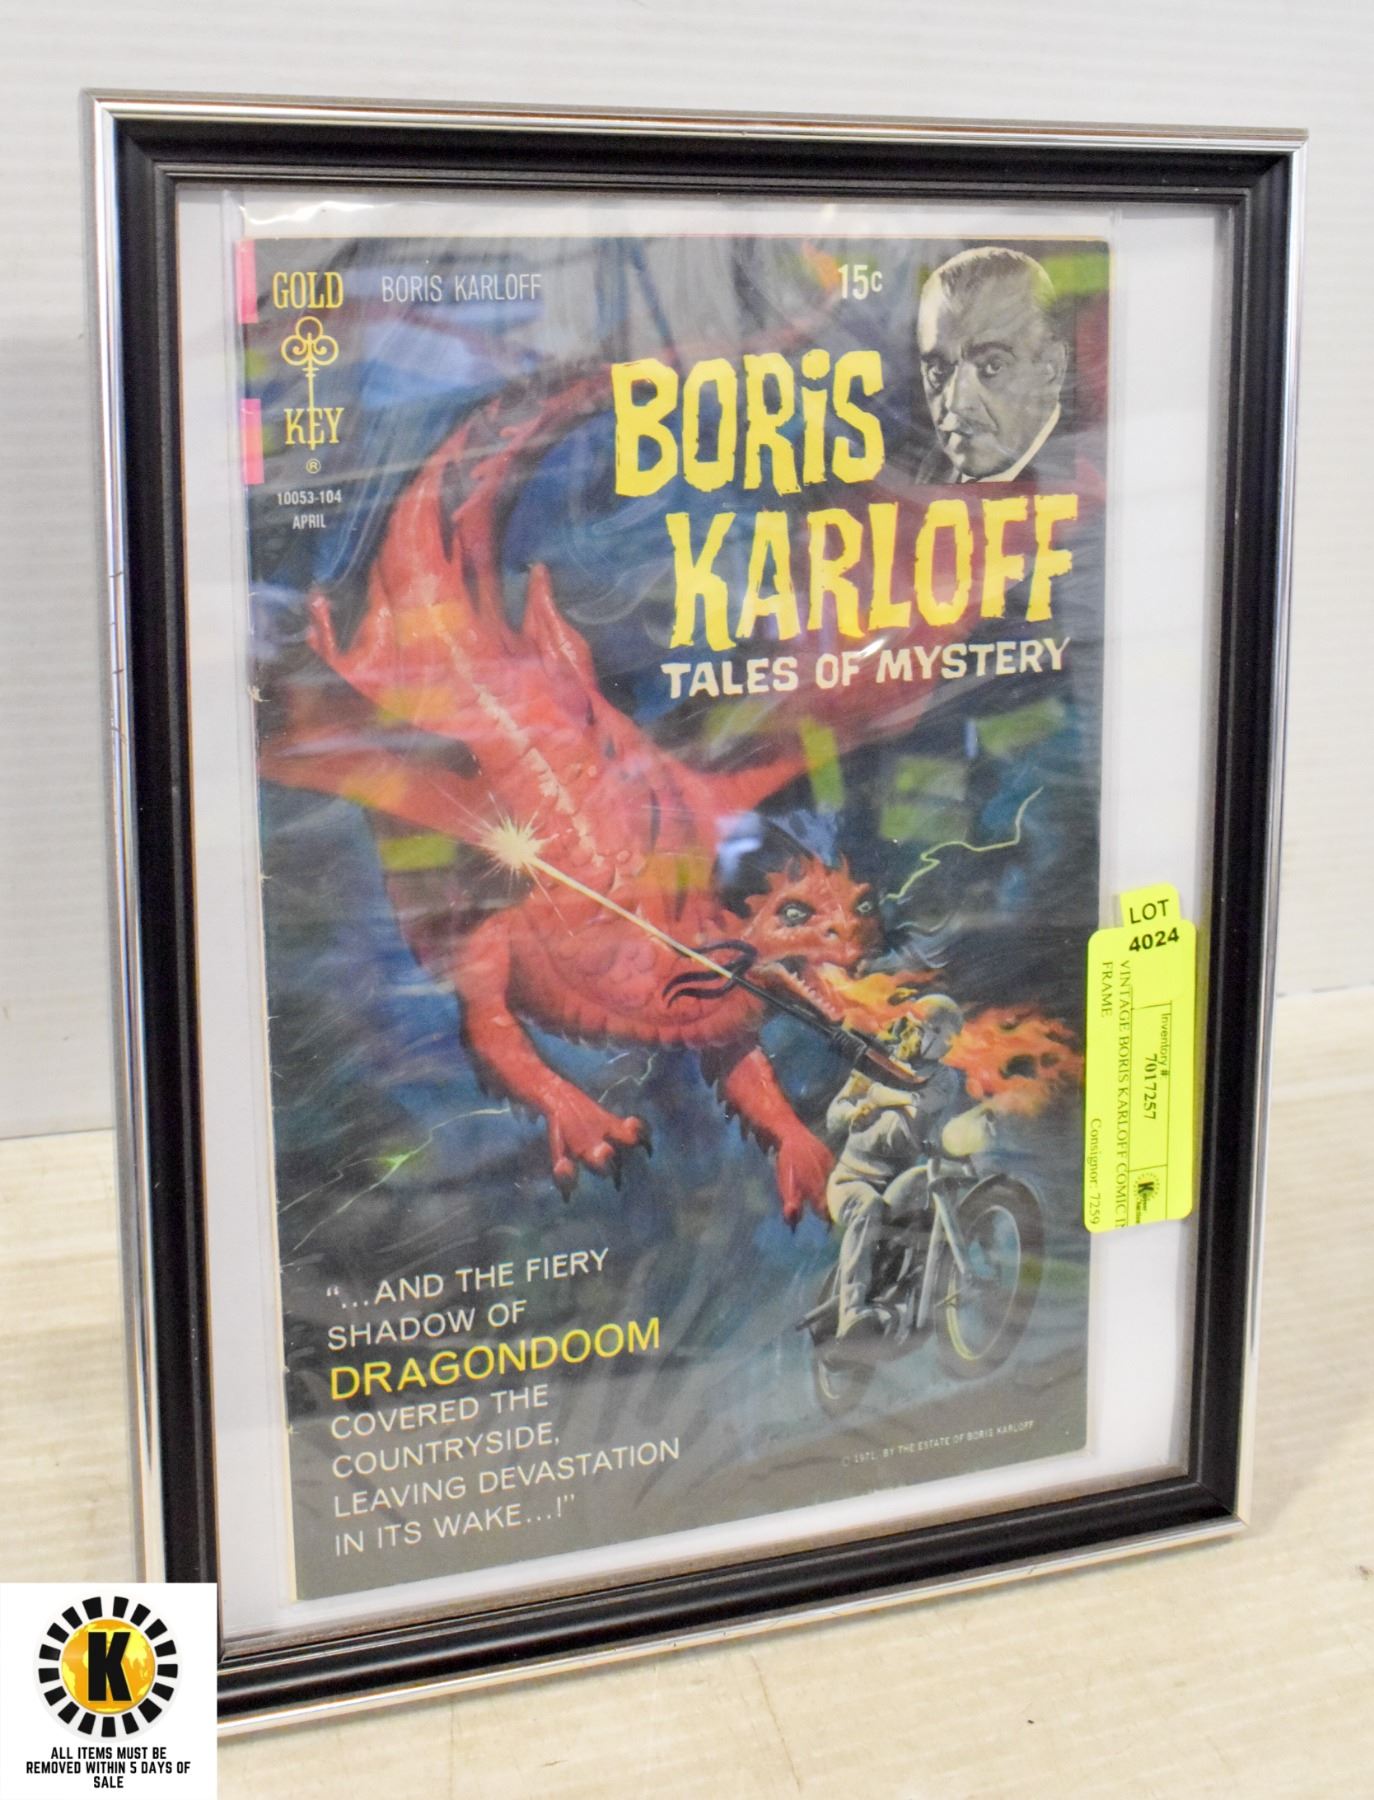 GOLD
KEY
®
10053-104
APRIL
BORIS KARLOFF
15c
BORiS
KARLOFF
TALES OF MYSTERY
"...AND THE FIERY
SHADOW OF
DRAGONDOOM
COVERED THE
COUNTRYSIDE,
LEAVING DEVASTATION
IN ITS WAKE...!"
© 1971, BY THE ESTATE OF BORIS KARLOFF
LOT
4024
Inventory #
7017257
VINTAGE BORIS KARLOFF COMIC
FRAME
Consignor: 7259
K
ALL ITEMS MUST BE
REMOVED WITHIN 5 DAYS OF
SALE